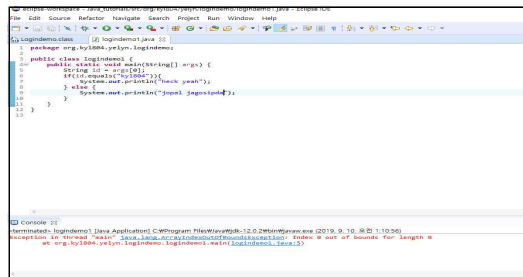 eclipse-workspace - Java_tutorials/src/org/kyl804/yelyn/logindemo/logindemo1.java - Eclipse IDE
File Edit Source Refactor Navigate Search Project Run Window Help
Logindemo.class logindemo1.java
1 package org.kyl804.yelyn.logindemo;
2
3 public class logindemo1 {
4 public static void main(String[] args) {
5 String id = args[0];
6 if(id.equals("kyl804")){
7 System.out.println("heck yeah");
8 } else {
9 System.out.println("jopal jagosipda");
10 }
11 }
12 }
13
Console
<terminated> logindemo1 [Java Application] C:\Program Files\Java\jdk-12.0.2\bin\javaw.exe (2019. 9. 10. 오전 1:10:56)
Exception in thread "main" java.lang.ArrayIndexOutOfBoundsException: Index 0 out of bounds for length 0
at org.kyl804.yelyn.logindemo.logindemo1.main(logindemo1.java:5)